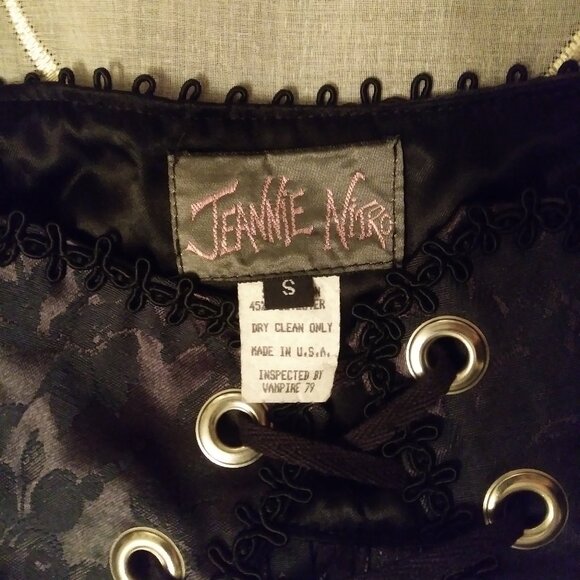 JEANNIE NITRO
S
DRY CLEAN ONLY
MADE IN U.S.A.
INSPECTED BY
VAMPIRE 79